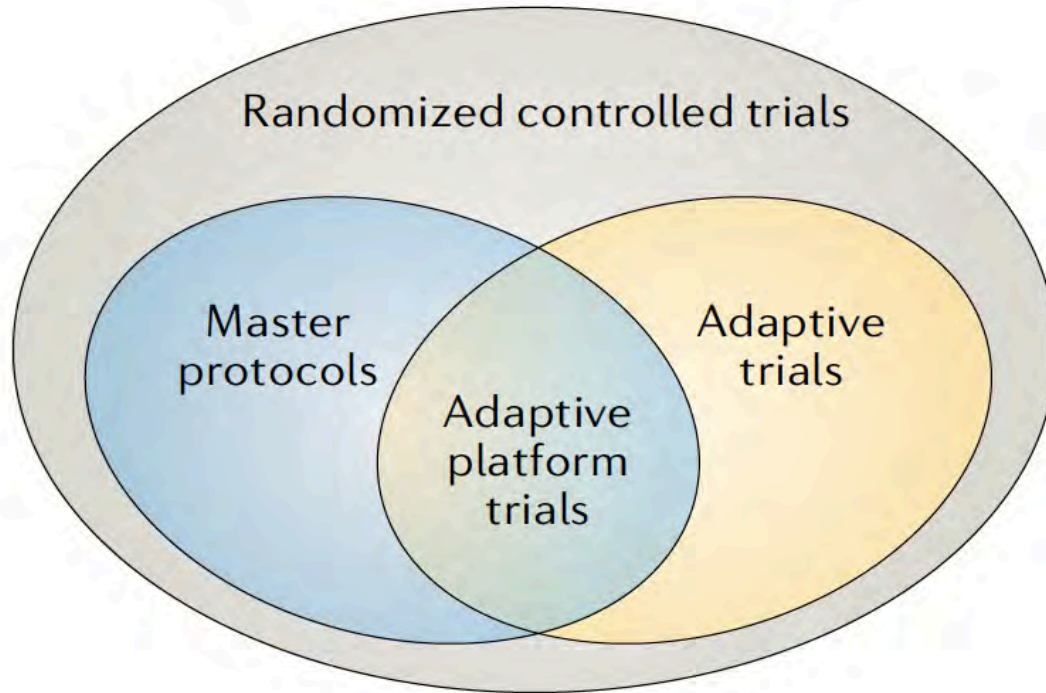 Randomized controlled trials
Master
protocols
Adaptive
trials
Adaptive
platform
trials